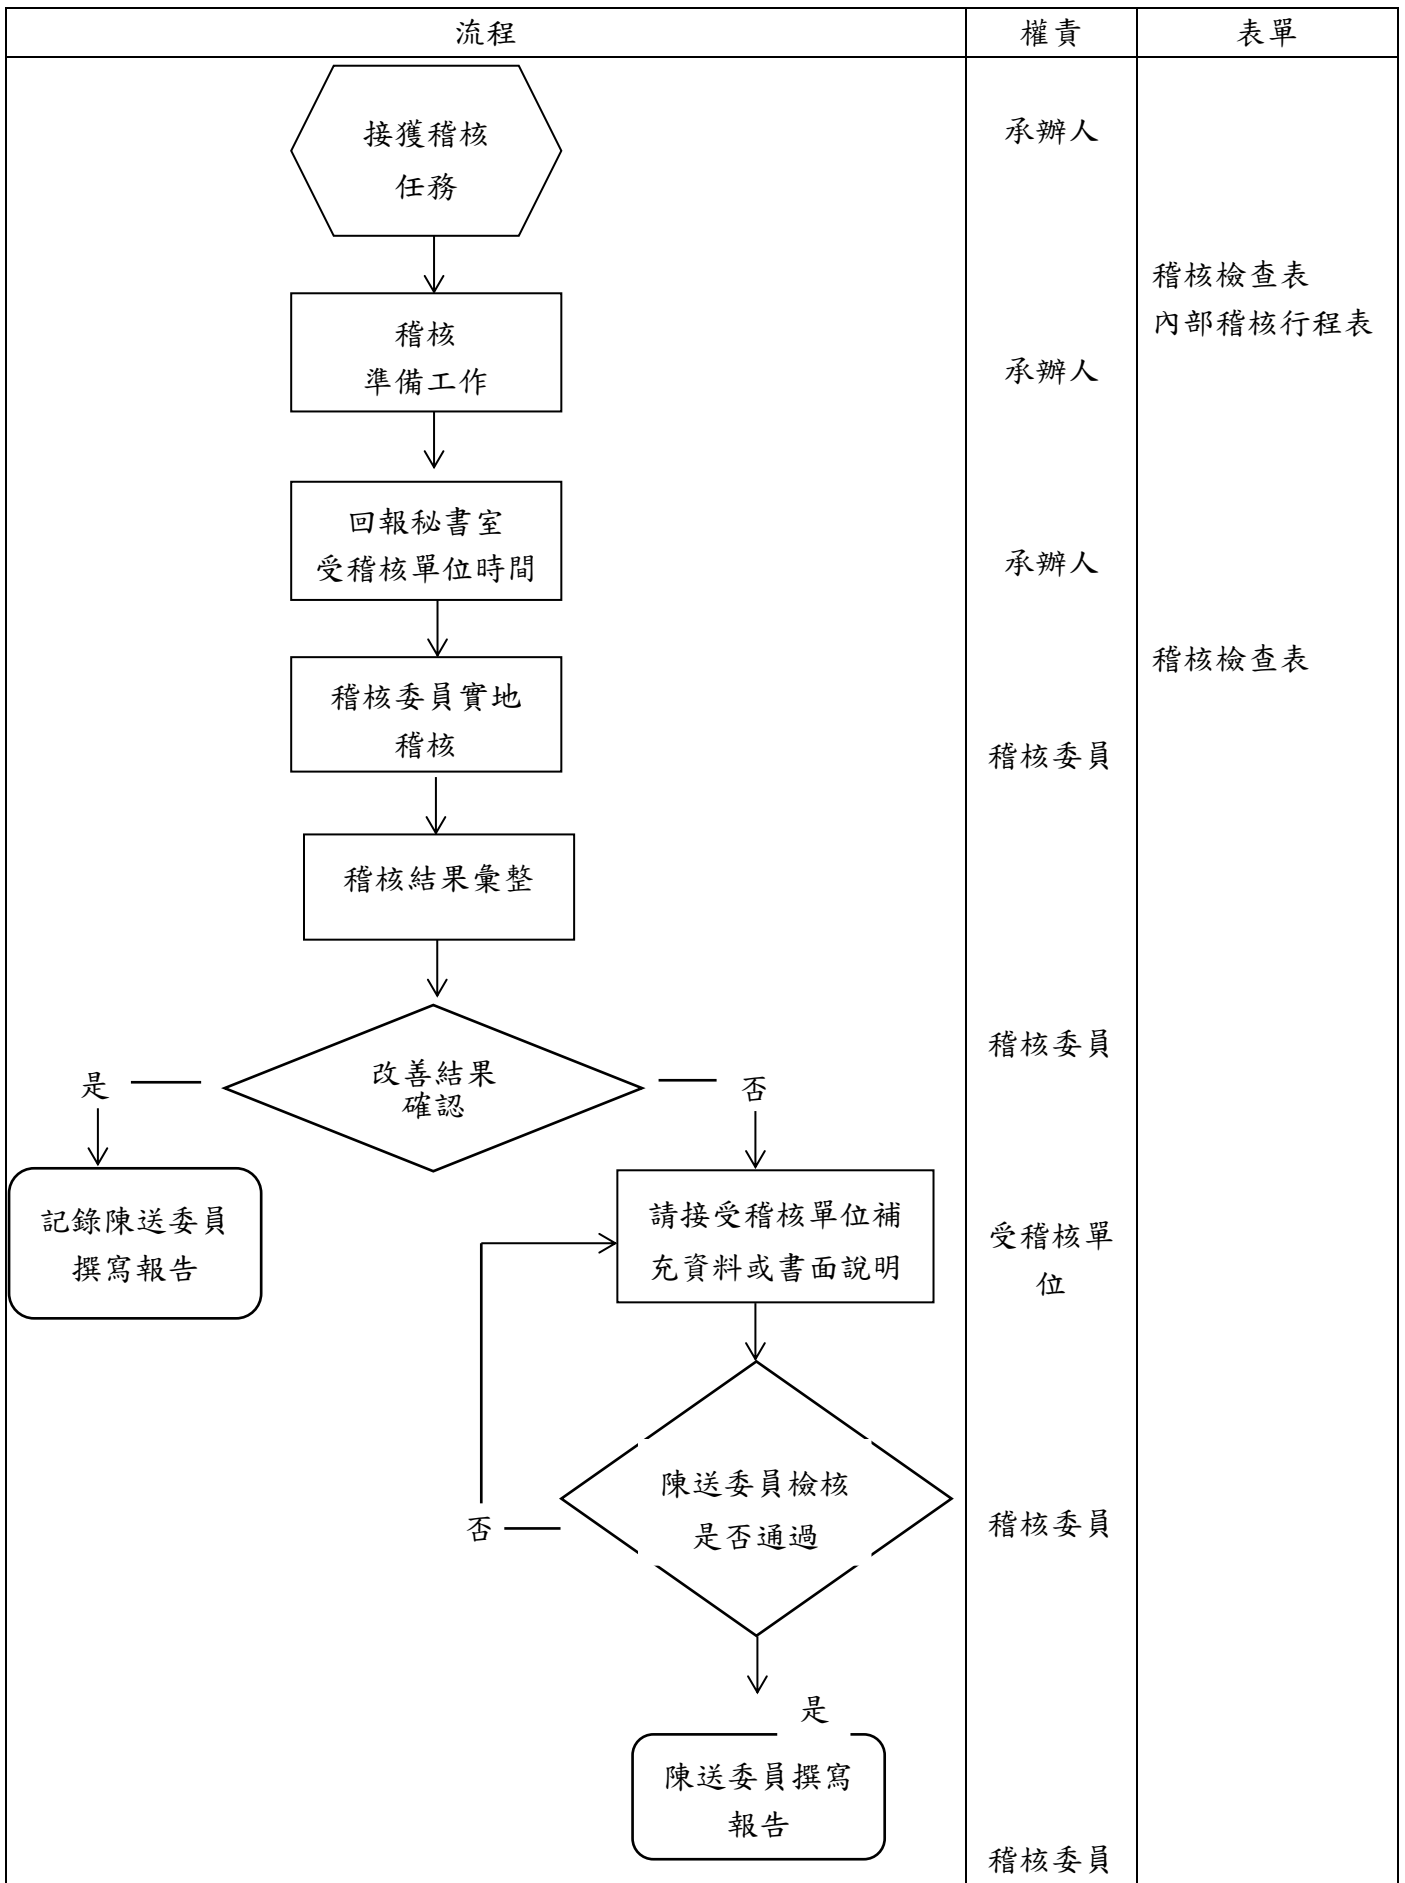 流程
權責
表單
接獲稽核
任務
承辦人
稽核檢查表
內部稽核行程表
稽核
準備工作
承辦人
回報秘書室
受稽核單位時間
承辦人
稽核檢查表
稽核委員實地
稽核
稽核委員
稽核結果彙整
改善結果
確認
稽核委員
是
否
記錄陳送委員
撰寫報告
請接受稽核單位補
充資料或書面說明
受稽核單
位
陳送委員檢核
是否通過
否
稽核委員
是
陳送委員撰寫
報告
稽核委員